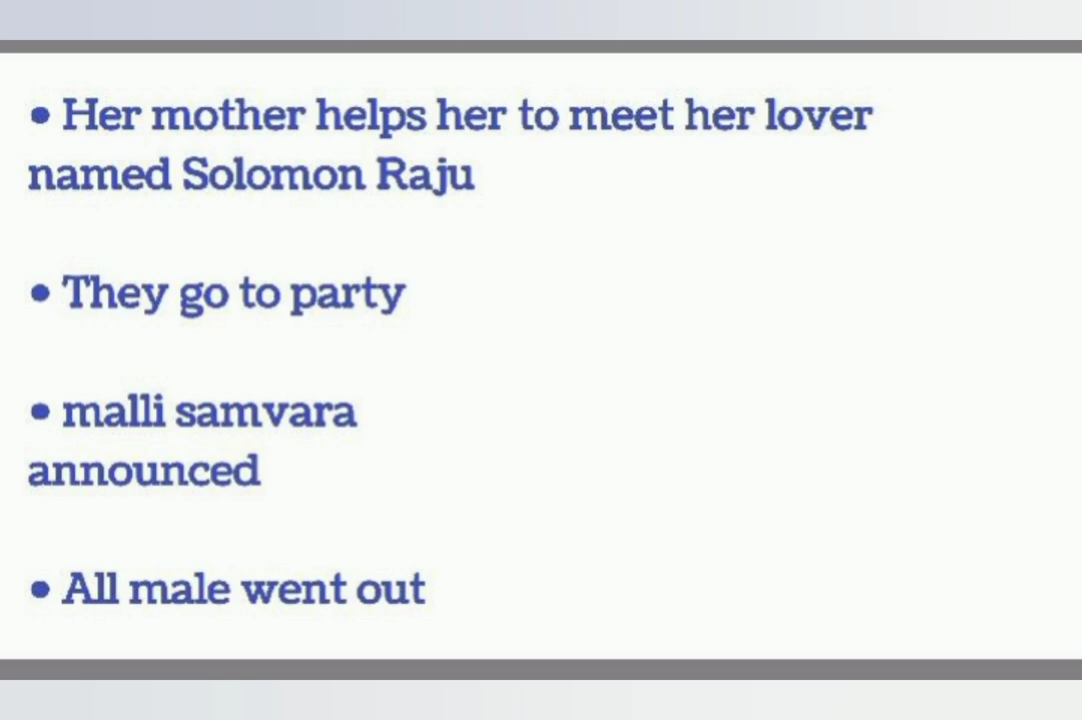 • Her mother helps her to meet her lover
named Solomon Raju
• They go to party
• malli samvara
announced
• All male went out